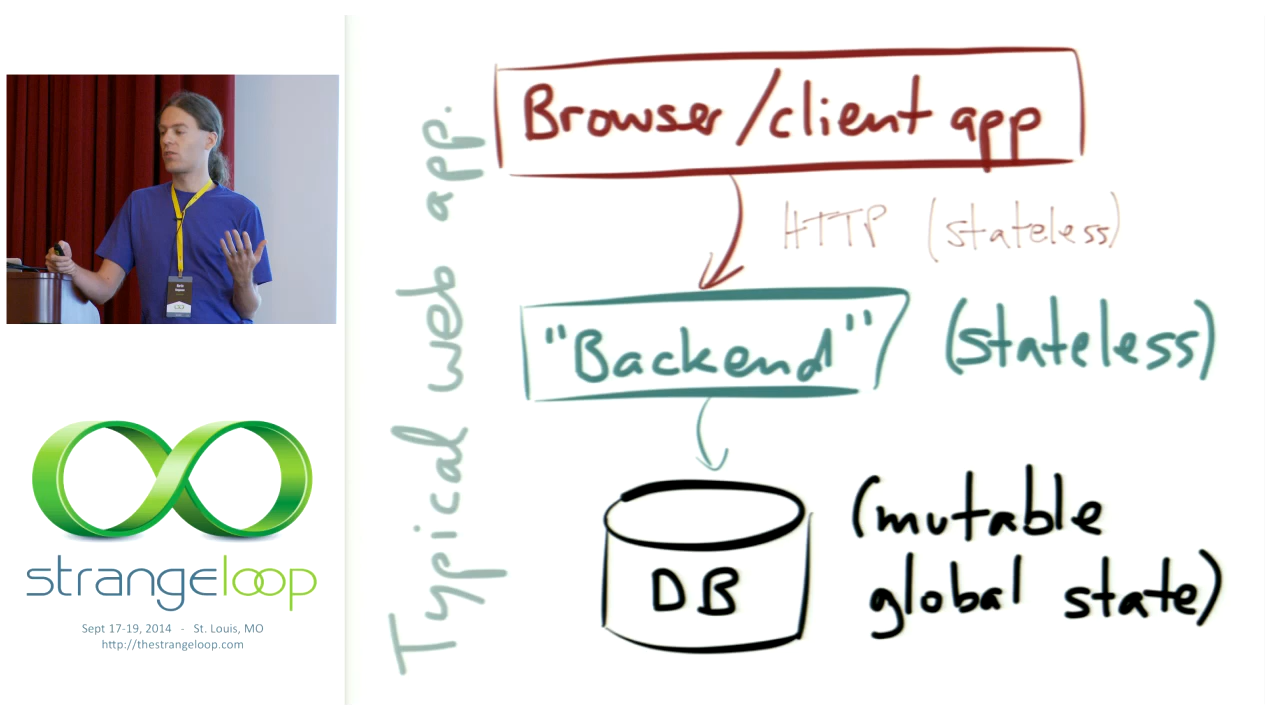 Typical web app.
Browser/client app
HTTP (stateless)
"Backend" (stateless)
DB
(mutable
global state)
strangeloop
Sept 17-19, 2014 - St. Louis, MO
http://thestrangeloop.com